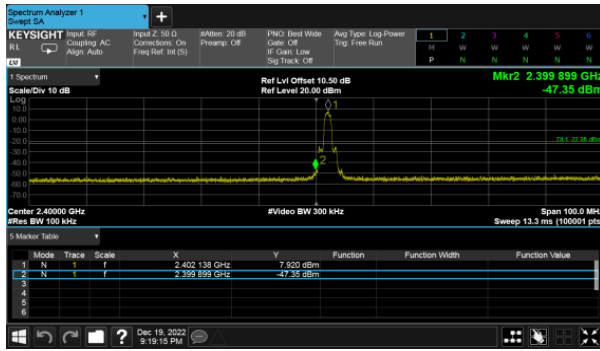 Spectrum Analyzer 1
Swept SA
+
KEYSIGHT Input: RF Input Z: 50 Ω #Atten: 20 dB PNO: Best Wide Avg Type: Log-Power 1 2 3 4 5 6
RL Coupling: AC Corrections: On Preamp: Off Gate: Off Trig: Free Run M W W W W W
Align: Auto Freq Ref: Int (S) IF Gain: Low
LXI Sig Track: Off P N N N N N
1 Spectrum Ref Lvl Offset 10.50 dB Mkr2 2.399 899 GHz
Scale/Div 10 dB Ref Level 20.00 dBm -47.35 dBm
Log
10.0
0.00
-10.0
-20.0
-30.0
-40.0
-50.0
-60.0
-70.0
1
2
Center 2.40000 GHz #Video BW 300 kHz Span 100.0 MHz
#Res BW 100 kHz Sweep 13.3 ms (100001 pts)
5 Marker Table
Mode Trace Scale X Y Function Function Width Function Value
1 N 1 f 2.402 138 GHz 7.920 dBm
2 N 1 f 2.399 899 GHz -47.35 dBm
3
4
5
6
? Dec 19, 2022
9:19:15 PM